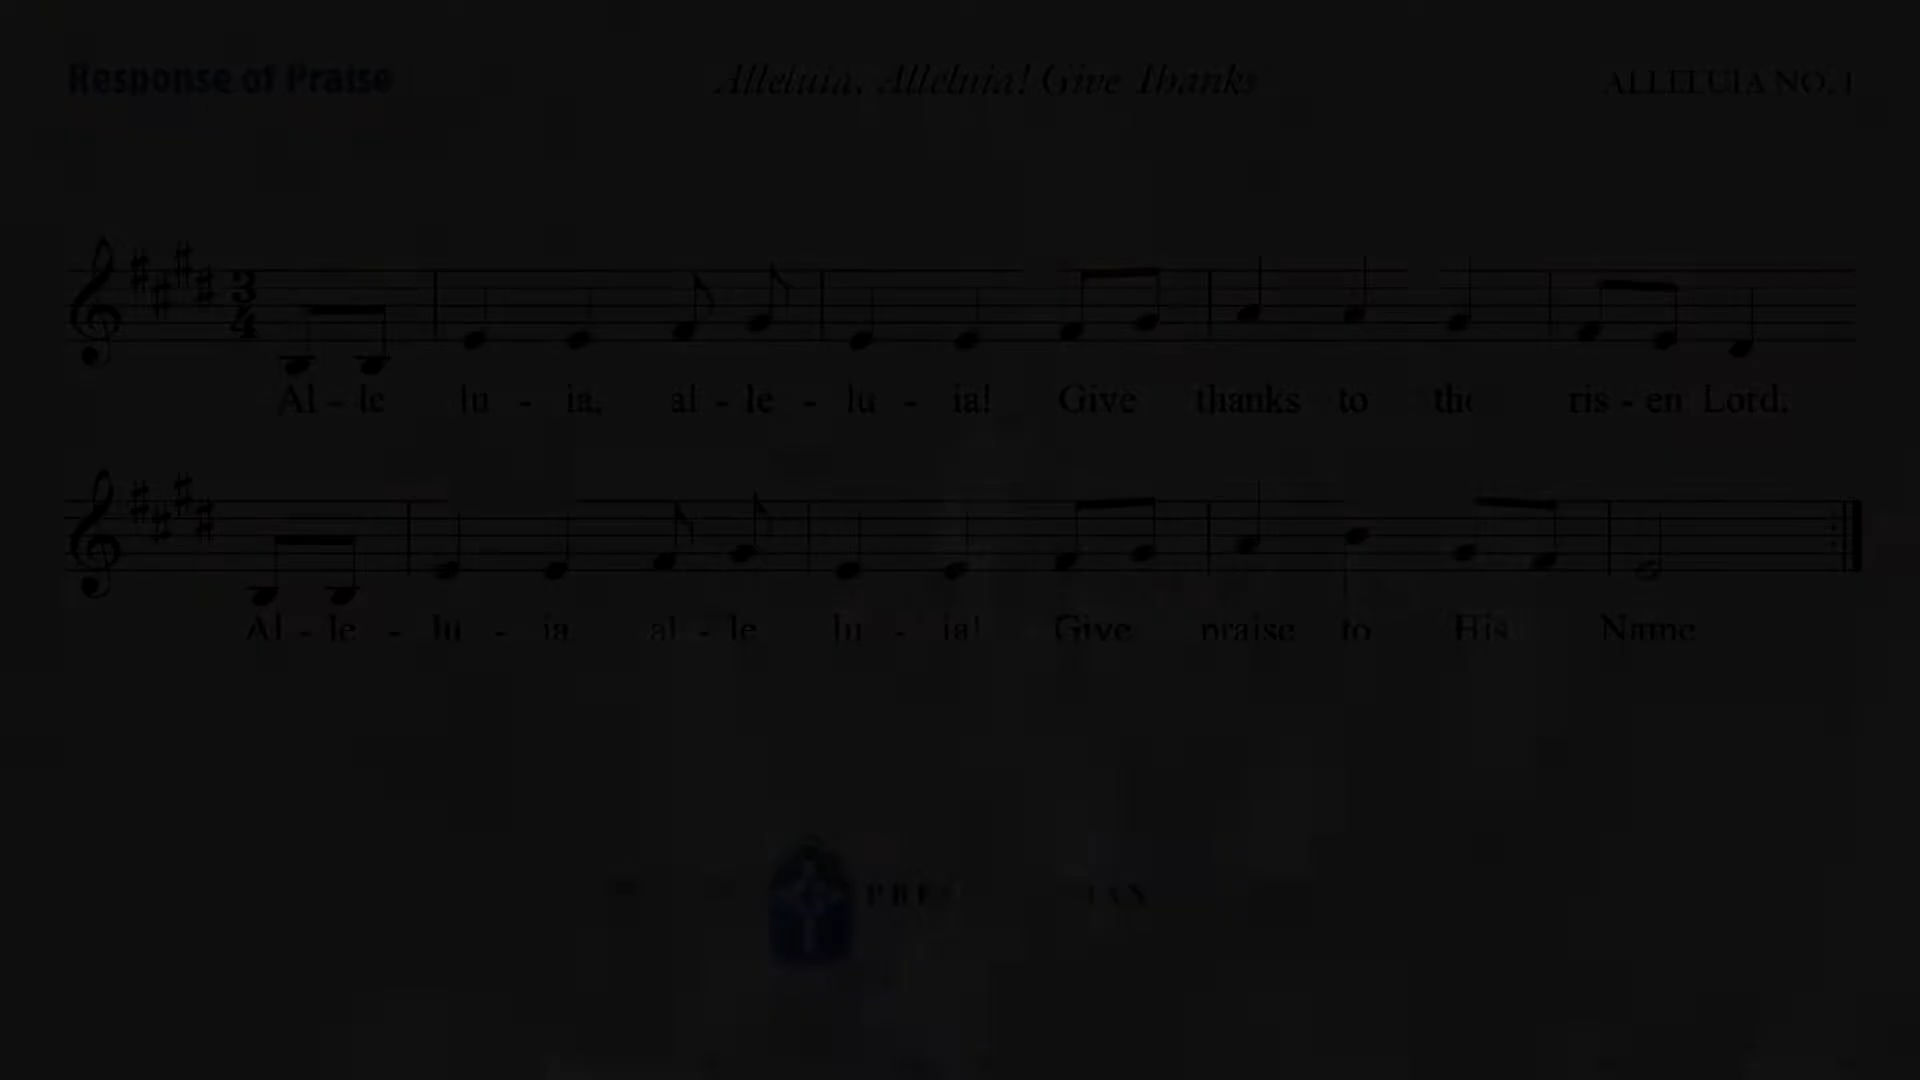 Response of Praise
Alleluia, Alleluia! Give Thanks
ALLELUIA NO. 1
3
4
Al - le lu - ia, al - le - lu - ia! Give thanks to the ris - en Lord;
Al - le - lu - ia al - le lu - ia! Give praise to His Name